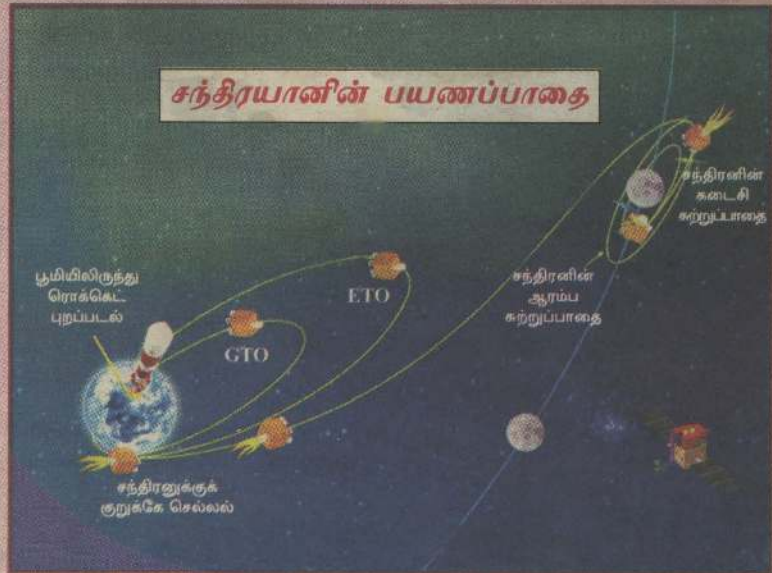 சந்திரயானின் பயணப்பாதை
சந்திரனின்
கடைசி
சுற்றுப்பாதை
பூமியிலிருந்து
ரொக்கெட்
புறப்படல்
ETO
GTO
சந்திரனின்
ஆரம்ப
சுற்றுப்பாதை
சந்திரனுக்குக்
குறுக்கே செல்லல்